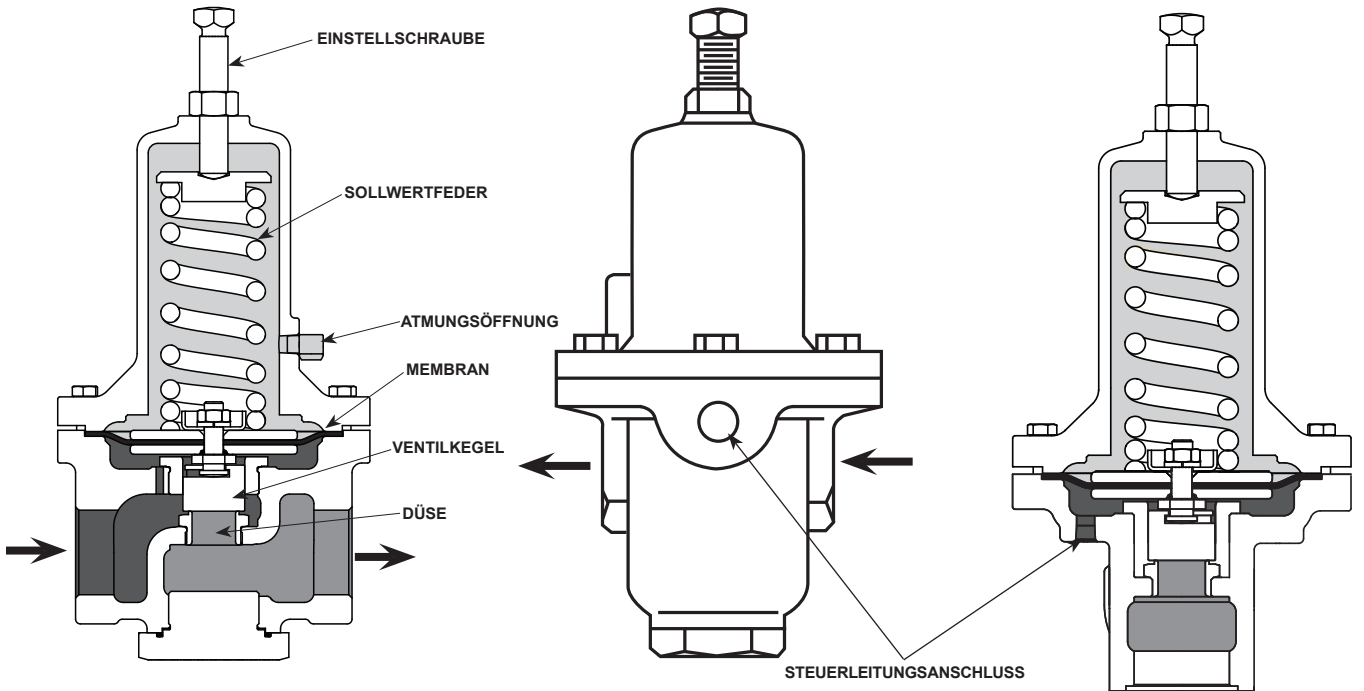 EINSTELLSCHRAUBE
SOLLWERTFEDER
ATMUNGSÖFFNUNG
MEMBRAN
VENTILKEGEL
DÜSE
STEUERLEITUNGSANSCHLUSS